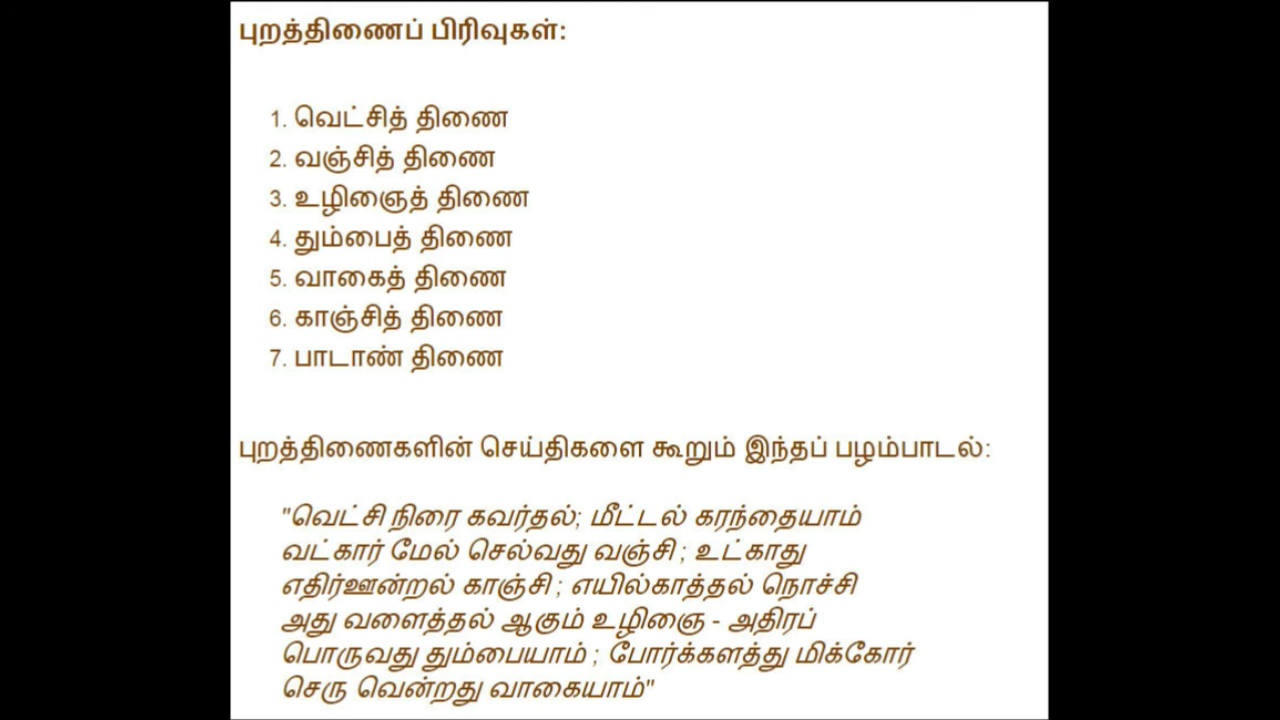 புறத்திணைப் பிரிவுகள்:
1. வெட்சித் திணை
2. வஞ்சித் திணை
3. உழிஞைத் திணை
4. தும்பைத் திணை
5. வாகைத் திணை
6. காஞ்சித் திணை
7. பாடாண் திணை
புறத்திணைகளின் செய்திகளை கூறும் இந்தப் பழம்பாடல்:
"வெட்சி நிரை கவர்தல்; மீட்டல் கரந்தையாம்
வட்கார் மேல் செல்வது வஞ்சி ; உட்காது
எதிர்ஊன்றல் காஞ்சி ; எயில்காத்தல் நொச்சி
அது வளைத்தல் ஆகும் உழிஞை - அதிரப்
பொருவது தும்பையாம் ; போர்க்களத்து மிக்கோர்
செரு வென்றது வாகையாம்"